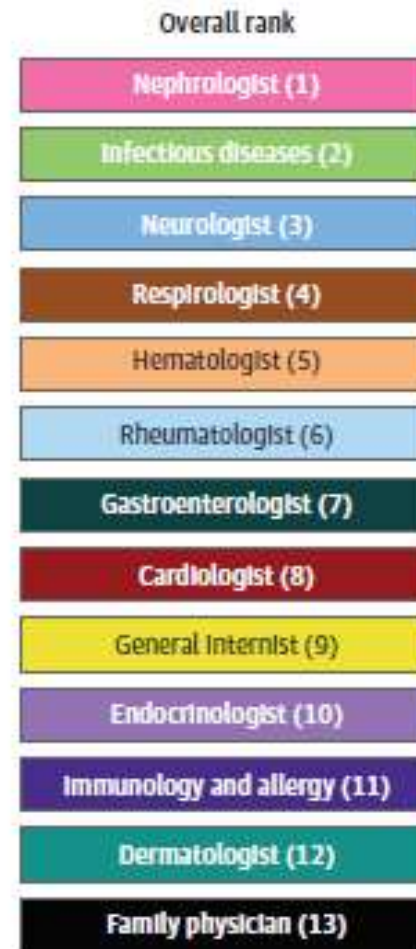 Overall rank
Nephrologist (1)
Infectious diseases (2)
Neurologist (3)
Respirologist (4)
Hematologist (5)
Rheumatologist (6)
Gastroenterologist (7)
Cardiologist (8)
General Internist (9)
Endocrinologist (10)
Immunology and allergy (11)
Dermatologist (12)
Family physician (13)